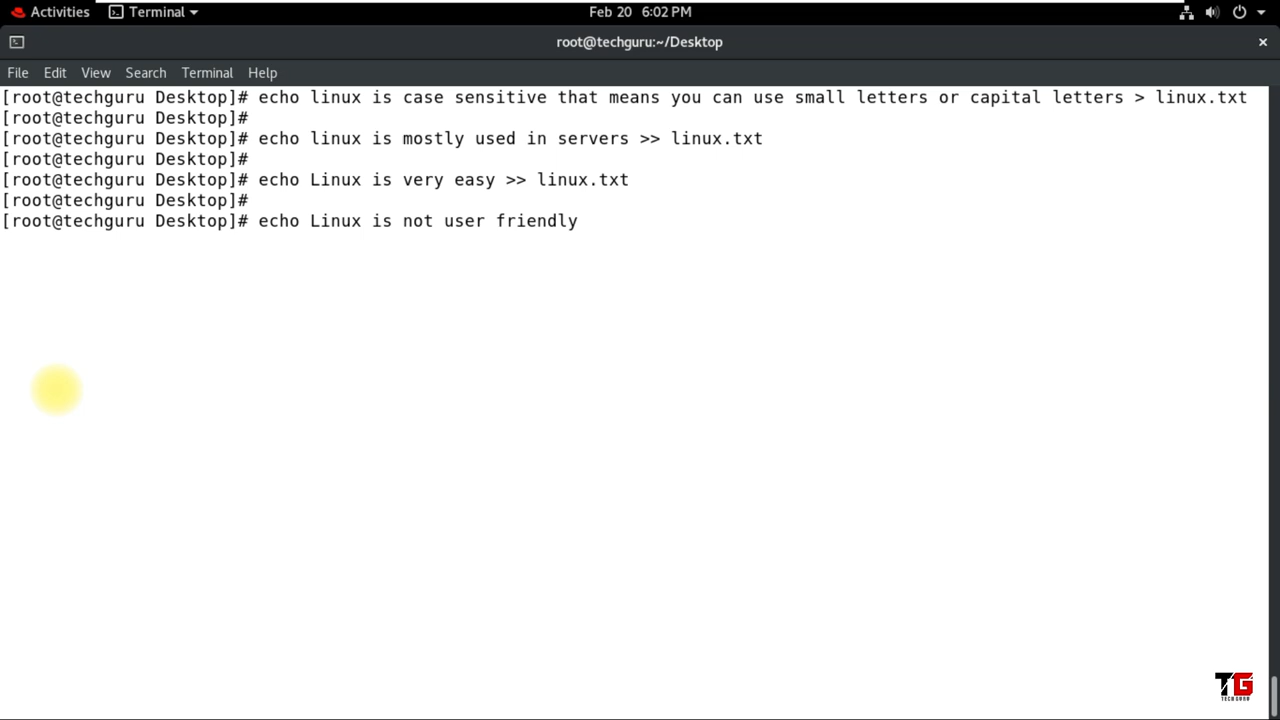 Activities Terminal Feb 20 6:02 PM
root@techguru:~/Desktop
File Edit View Search Terminal Help
[root@techguru Desktop]# echo linux is case sensitive that means you can use small letters or capital letters > linux.txt
[root@techguru Desktop]#
[root@techguru Desktop]# echo linux is mostly used in servers >> linux.txt
[root@techguru Desktop]#
[root@techguru Desktop]# echo Linux is very easy >> linux.txt
[root@techguru Desktop]#
[root@techguru Desktop]# echo Linux is not user friendly
TG
TECH GURU